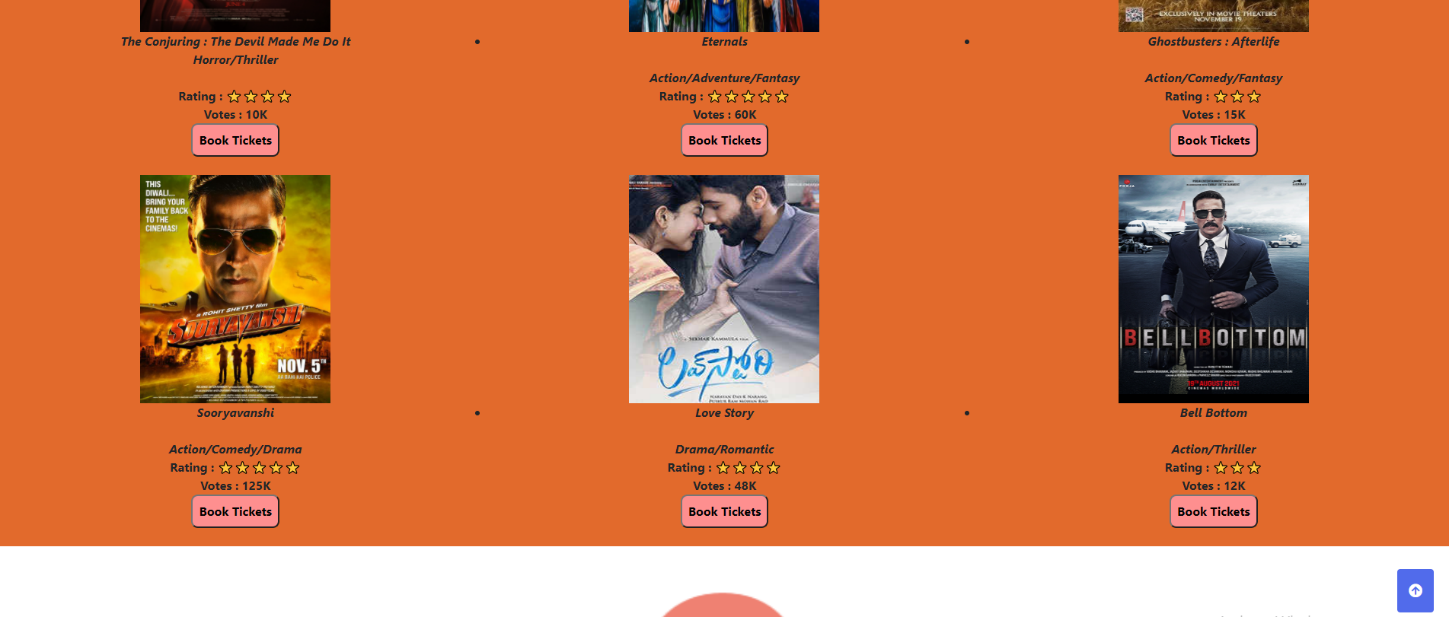 EXCLUSIVELY IN MOVIE THEATERS
NOVEMBER 19
The Conjuring : The Devil Made Me Do It
Horror/Thriller
Rating :
Votes : 10K
Book Tickets
Eternals
Action/Adventure/Fantasy
Rating :
Votes : 60K
Book Tickets
Ghostbusters : Afterlife
Action/Comedy/Fantasy
Rating :
Votes : 15K
Book Tickets
THIS
DIWALI...
BRING YOUR
FAMILY BACK
TO THE
CINEMAS!
A ROHIT SHETTY FILM
SOORYAVANSHI
NOV. 5TH
Sooryavanshi
Action/Comedy/Drama
Rating :
Votes : 125K
Book Tickets
A SEKHAR KAMMULA FILM
లవ్ స్టోరి
Love Story
Drama/Romantic
Rating :
Votes : 48K
Book Tickets
BELLBOTTOM
19TH AUGUST 2021
CINEMAS WORLDWIDE
Bell Bottom
Action/Thriller
Rating :
Votes : 12K
Book Tickets